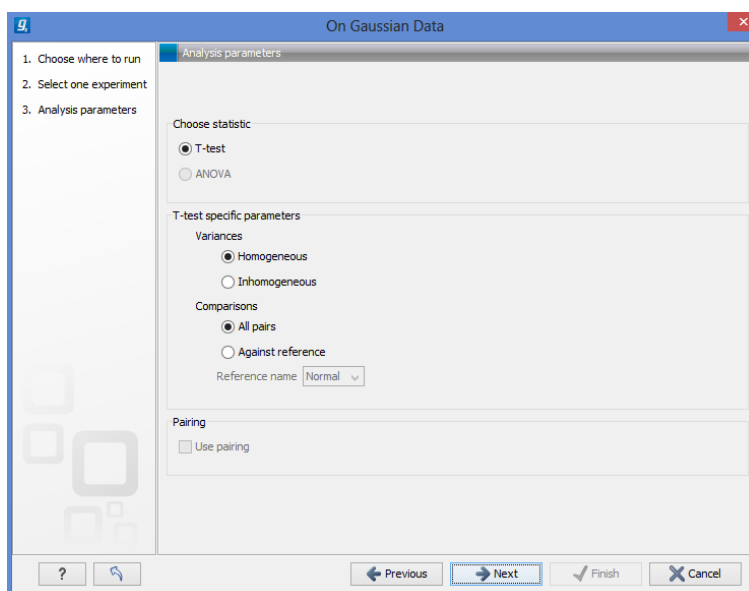 On Gaussian Data
1. Choose where to run
2. Select one experiment
3. Analysis parameters
Analysis parameters
Choose statistic
T-test
ANOVA
T-test specific parameters
Variances
Homogeneous
Inhomogeneous
Comparisons
All pairs
Against reference
Reference name Normal
Pairing
Use pairing
? Previous Next Finish Cancel